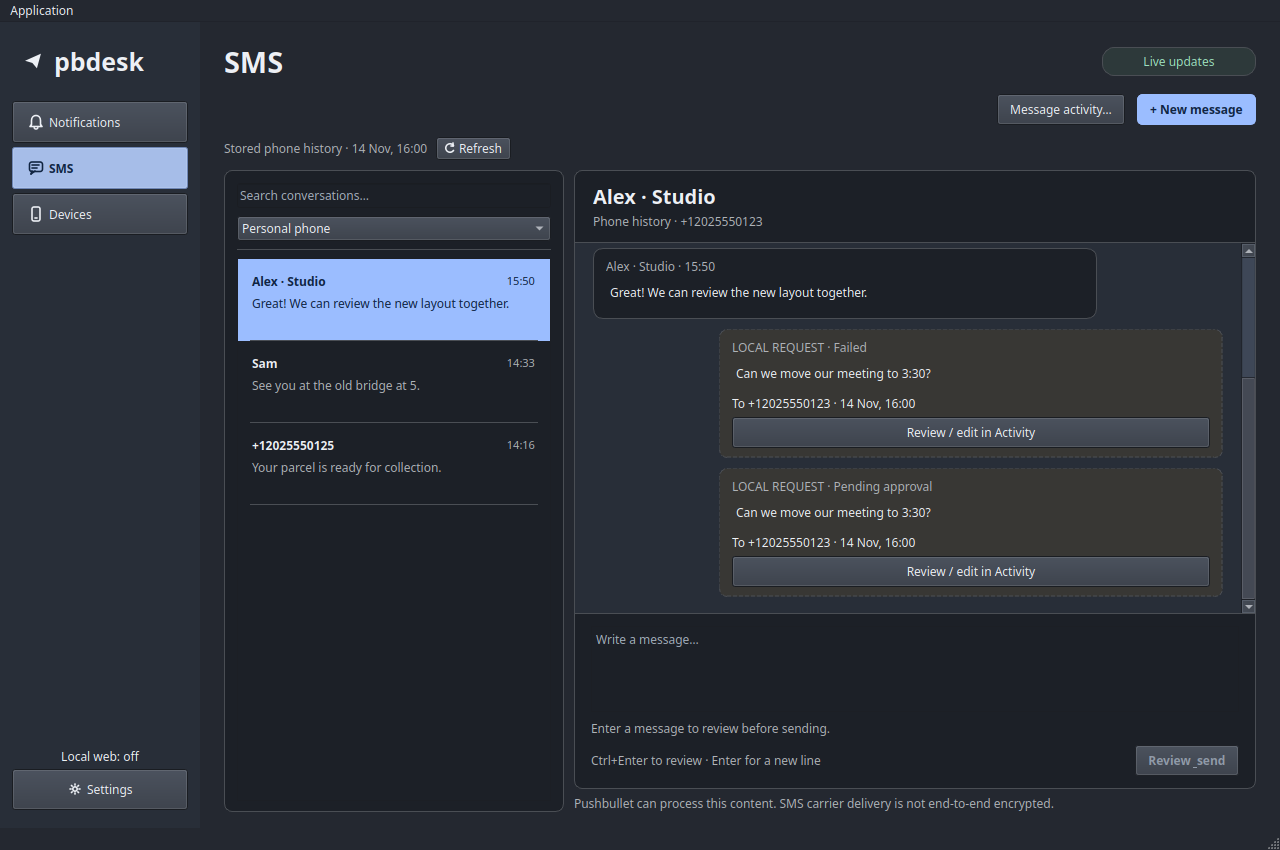 Application
pbdesk
Notifications
SMS
Devices
Local web: off
Settings
SMS
Live updates
Message activity...
+ New message
Stored phone history · 14 Nov, 16:00
Refresh
Search conversations...
Personal phone
Alex · Studio
15:50
Great! We can review the new layout together.
Sam
14:33
See you at the old bridge at 5.
+12025550125
14:16
Your parcel is ready for collection.
Alex · Studio
Phone history · +12025550123
Alex · Studio · 15:50
Great! We can review the new layout together.
LOCAL REQUEST · Failed
Can we move our meeting to 3:30?
To +12025550123 · 14 Nov, 16:00
Review / edit in Activity
LOCAL REQUEST · Pending approval
Can we move our meeting to 3:30?
To +12025550123 · 14 Nov, 16:00
Review / edit in Activity
Write a message...
Enter a message to review before sending.
Ctrl+Enter to review · Enter for a new line
Review _send
Pushbullet can process this content. SMS carrier delivery is not end-to-end encrypted.